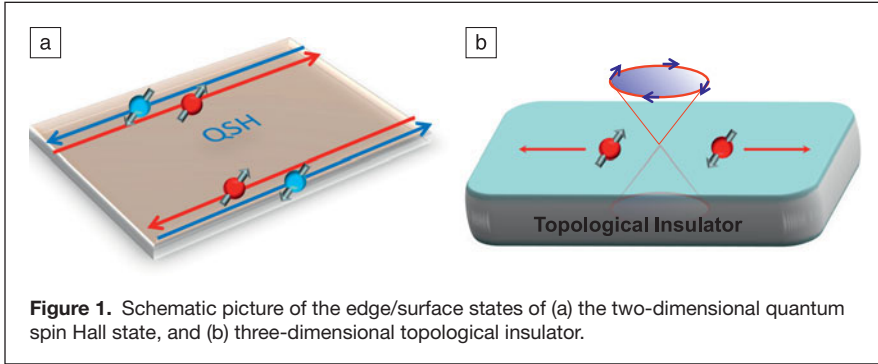 a
b
QSH
Topological Insulator
Figure 1. Schematic picture of the edge/surface states of (a) the two-dimensional quantum
spin Hall state, and (b) three-dimensional topological insulator.